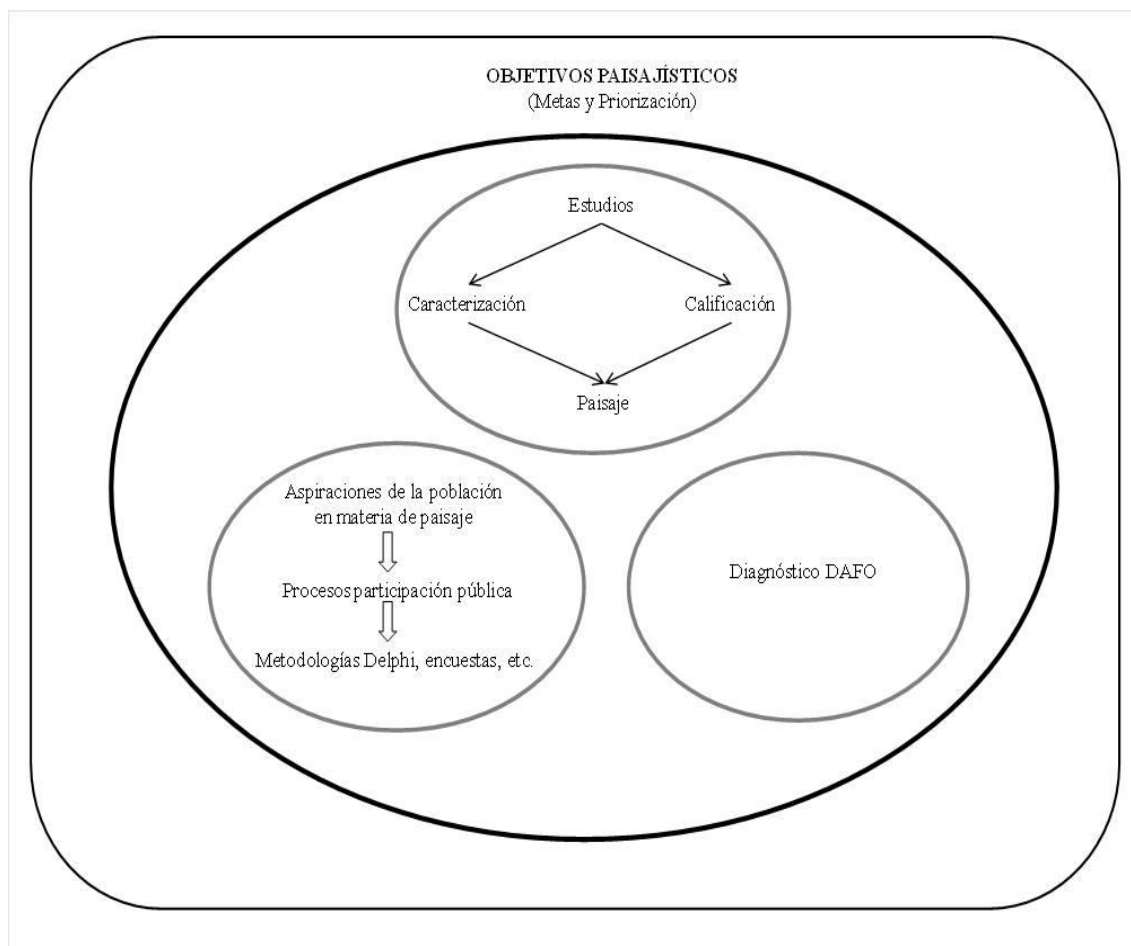 OBJETIVOS PAISAJÍSTICOS
(Metas y Priorización)
Estudios
Caracterización
Calificación
Paisaje
Aspiraciones de la población
en materia de paisaje
Procesos participación pública
Metodologías Delphi, encuestas, etc.
Diagnóstico DAFO